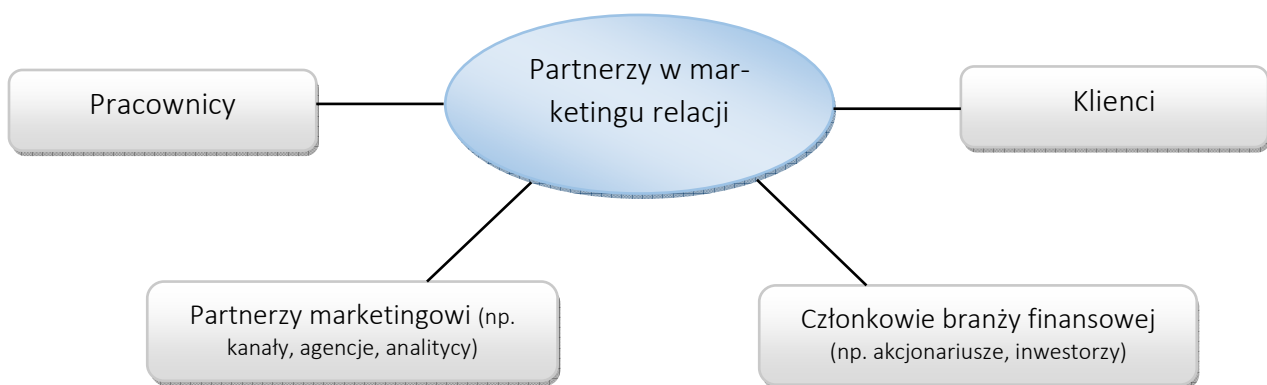 Partnerzy w mar-
ketingu relacji
Pracownicy
Klienci
Partnerzy marketingowi (np.
kanały, agencje, analitycy)
Członkowie branży finansowej
(np. akcjonariusze, inwestorzy)